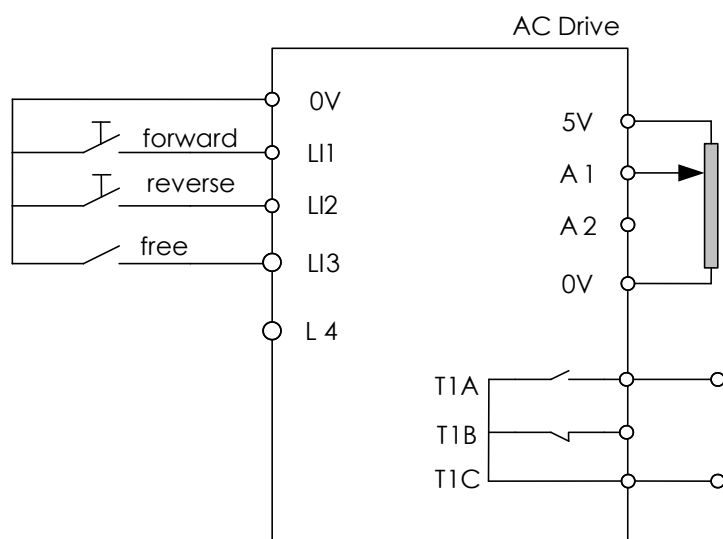 AC Drive
0V
forward
LI1
reverse
LI2
free
LI3
L 4
5V
A 1
A 2
0V
T1A
T1B
T1C